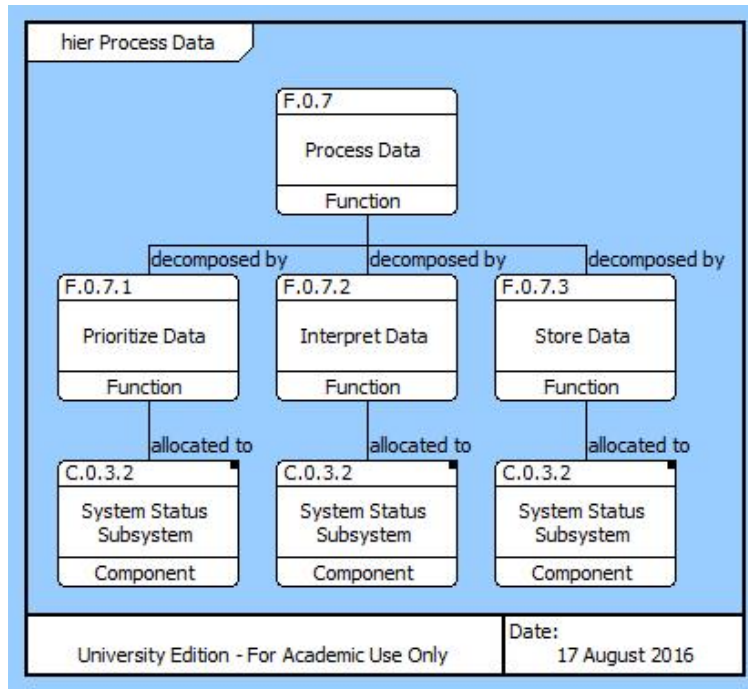 hier Process Data
F.0.7
Process Data
Function
decomposed by
decomposed by
decomposed by
F.0.7.1
Prioritize Data
Function
F.0.7.2
Interpret Data
Function
F.0.7.3
Store Data
Function
allocated to
allocated to
allocated to
C.0.3.2
System Status
Subsystem
Component
C.0.3.2
System Status
Subsystem
Component
C.0.3.2
System Status
Subsystem
Component
University Edition - For Academic Use Only
Date:
17 August 2016